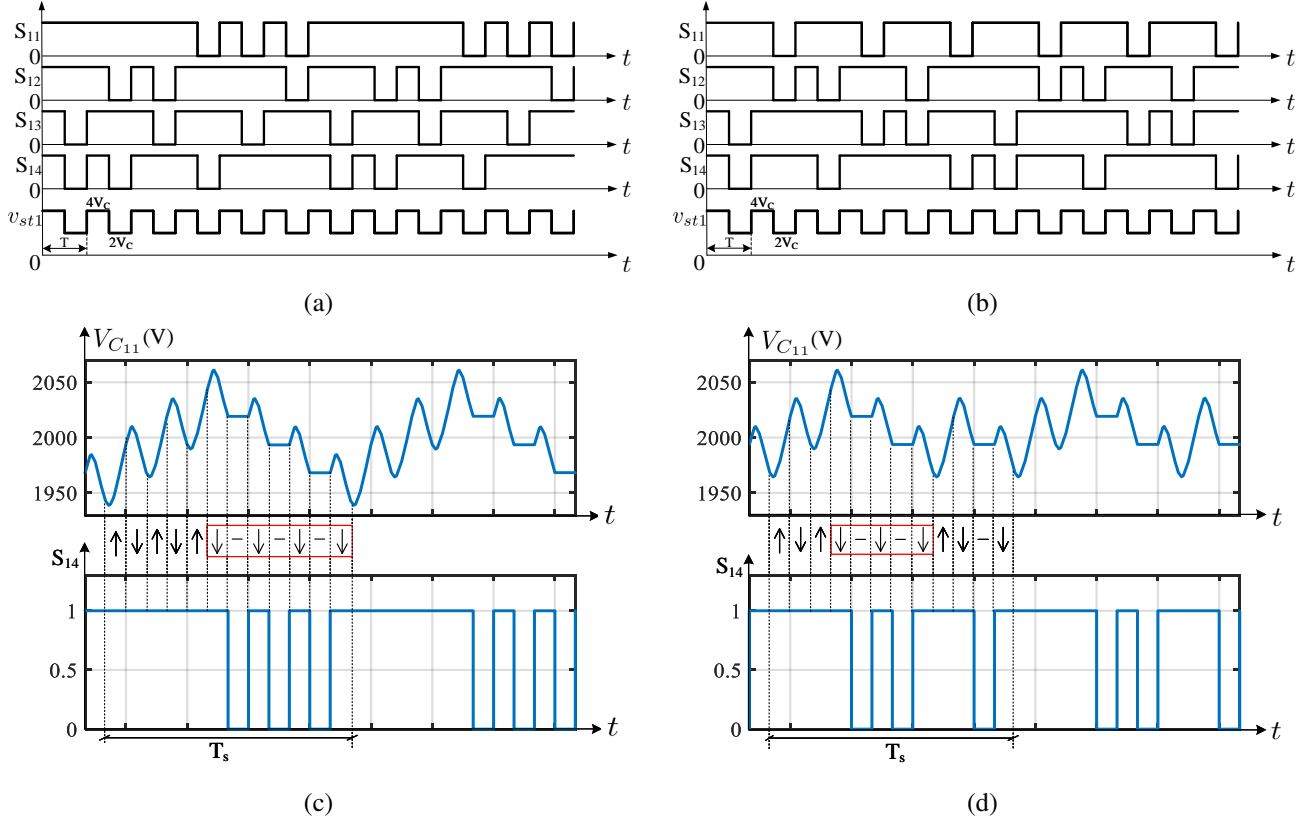 S11
0
t
S12
0
t
S13
0
t
S14
0
t
4VC
vst1
2VC
T
0
t
(a)
S11
0
t
S12
0
t
S13
0
t
S14
0
t
4VC
vst1
2VC
T
0
t
(b)
VC11(V)
2050
2000
1950
t
↑ ↓ ↑ ↓ ↑ ↓ − ↓ − ↓ − ↓
S14
1
0.5
0
t
Ts
(c)
VC11(V)
2050
2000
1950
t
↑ ↓ ↑ ↓ − ↓ − ↓ ↑ ↓ − ↓
S14
1
0.5
0
t
Ts
(d)